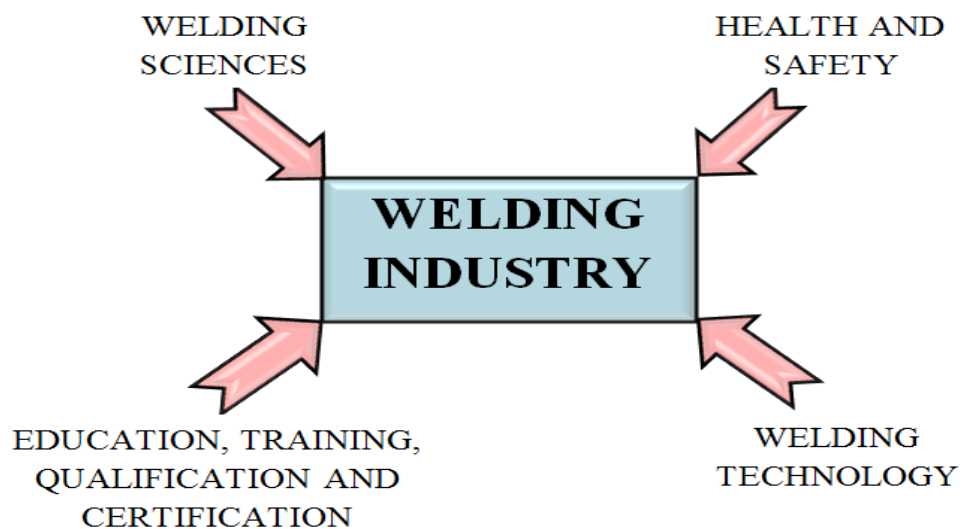 WELDING
SCIENCES
HEALTH AND
SAFETY
WELDING
INDUSTRY
EDUCATION, TRAINING,
QUALIFICATION AND
CERTIFICATION
WELDING
TECHNOLOGY